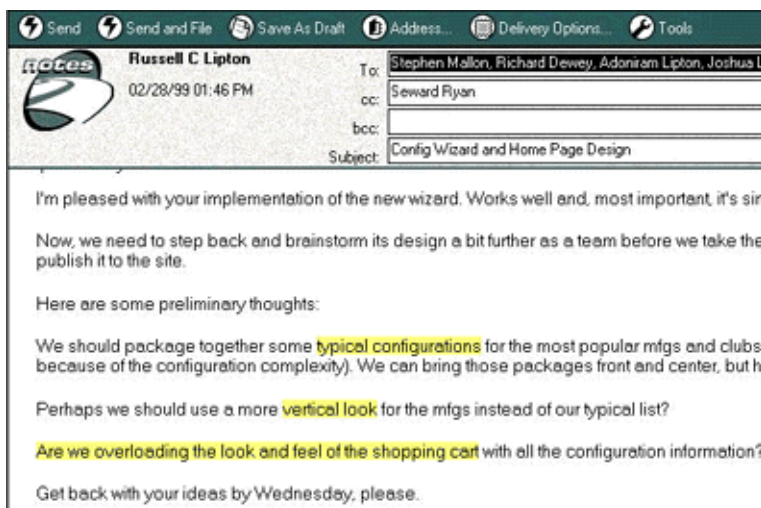 Send Send and File Save As Draft Address... Delivery Options... Tools
notes
Russell C Lipton
02/28/99 01:46 PM
To: Stephen Mallon, Richard Dewey, Adoniram Lipton, Joshua L
cc: Seward Ryan
bcc:
Subject: Config Wizard and Home Page Design
I'm pleased with your implementation of the new wizard. Works well and, most important, it's sir
Now, we need to step back and brainstorm its design a bit further as a team before we take the
publish it to the site.
Here are some preliminary thoughts:
We should package together some typical configurations for the most popular mfgs and clubs
because of the configuration complexity). We can bring those packages front and center, but h
Perhaps we should use a more vertical look for the mfgs instead of our typical list?
Are we overloading the look and feel of the shopping cart with all the configuration information?
Get back with your ideas by Wednesday, please.